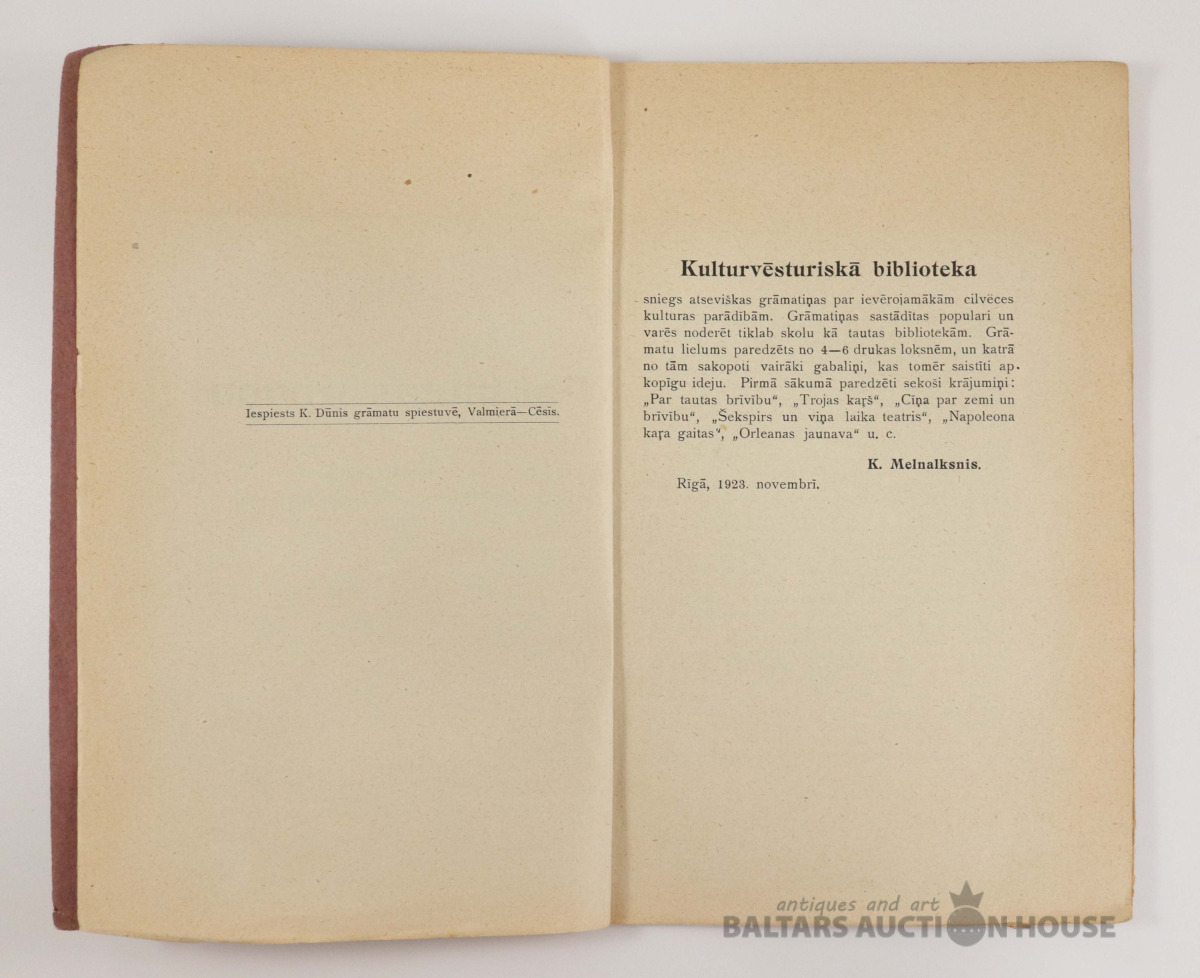 Iespiests K. Dūnis grāmatu spiestuvē, Valmierā—Cēsis.
Kulturvēsturiskā biblioteka
sniegs atseviškas grāmatiņas par ievērojamākām cilvēces
kulturas parādībām. Grāmatiņas sastādītas populari un
varēs noderēt tiklab skolu kā tautas bibliotekām. Grā-
matu lielums paredzēts no 4—6 drukas loksnēm, un katrā
no tām sakopoti vairāki gabaliņi, kas tomēr saistīti ap-
kopīgu ideju. Pirmā sākumā paredzēti sekoši krājumiņi:
„Par tautas brīvību“, „Trojas kaŗš“, „Cīņa par zemi un
brīvību“, „Šekspirs un viņa laika teatris“, „Napoleona
kaŗa gaitas“, „Orleanas jaunava“ u. c.
K. Melnalksnis.
Rīgā, 1923. novembrī.
antiques and art
BALTARS AUCTION HOUSE